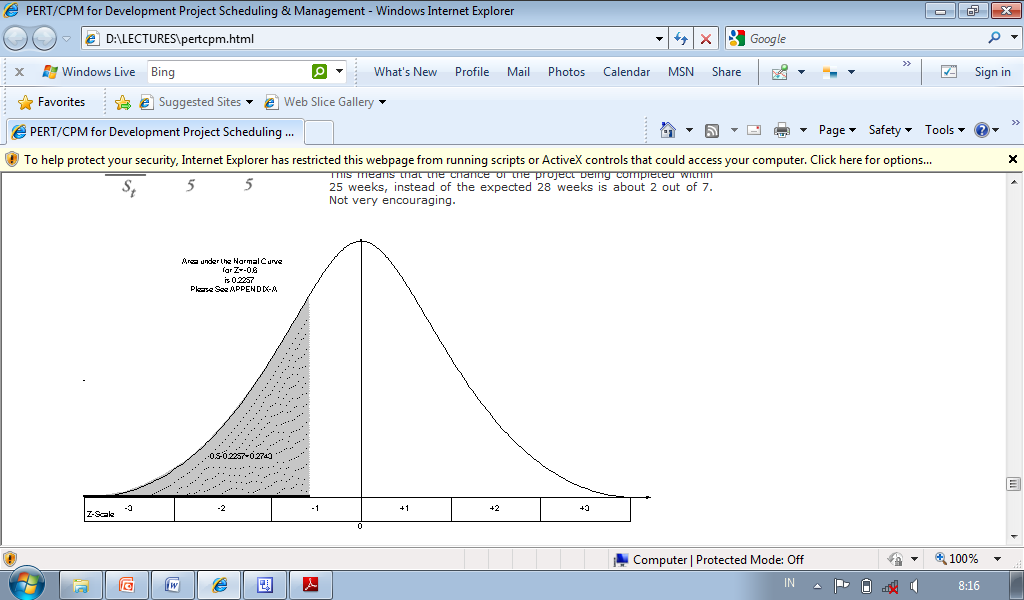 PERT/CPM for Development Project Scheduling & Management - Windows Internet Explorer
D:\LECTURES\pertcpm.html
Google
Windows Live
Bing
What's New Profile Mail Photos Calendar MSN Share
»
Sign in
Favorites
Suggested Sites
Web Slice Gallery
PERT/CPM for Development Project Scheduling ...
Page Safety Tools
»
To help protect your security, Internet Explorer has restricted this webpage from running scripts or ActiveX controls that could access your computer. Click here for options...
St 5 5
This means that the chance of the project being completed within
25 weeks, instead of the expected 28 weeks is about 2 out of 7.
Not very encouraging.
Area under the Normal Curve
for Z=-0.6
is 0.2257
Please See APPENDIX-A
0.5-0.2257=0.2743
Z-Scale -3 -2 -1 +1 +2 +3
0
Computer | Protected Mode: Off
100%
IN
8:16